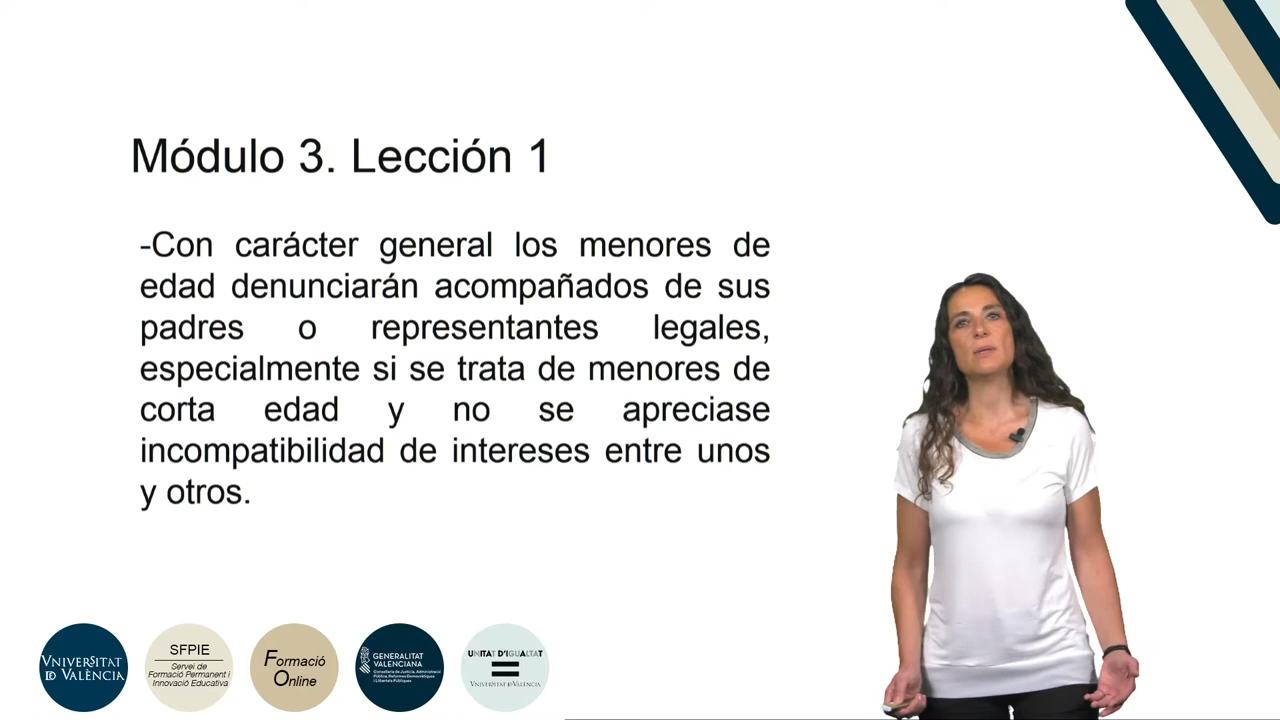 Módulo 3. Lección 1
-Con carácter general los menores de
edad denunciarán acompañados de sus
padres o representantes legales,
especialmente si se trata de menores de
corta edad y no se apreciase
incompatibilidad de intereses entre unos
y otros.
VNIVERSITAT
ID VALÈNCIA
SFPIE
Servei de
Formació Permanent i
Innovació Educativa
Formació
Online
GENERALITAT
VALENCIANA
Conselleria de Justícia, Administració
Pública, Reformes Democràtiques
i Llibertats Públiques
UNITAT D'IGUALTAT
VNIVERSITAT ID VALÈNCIA